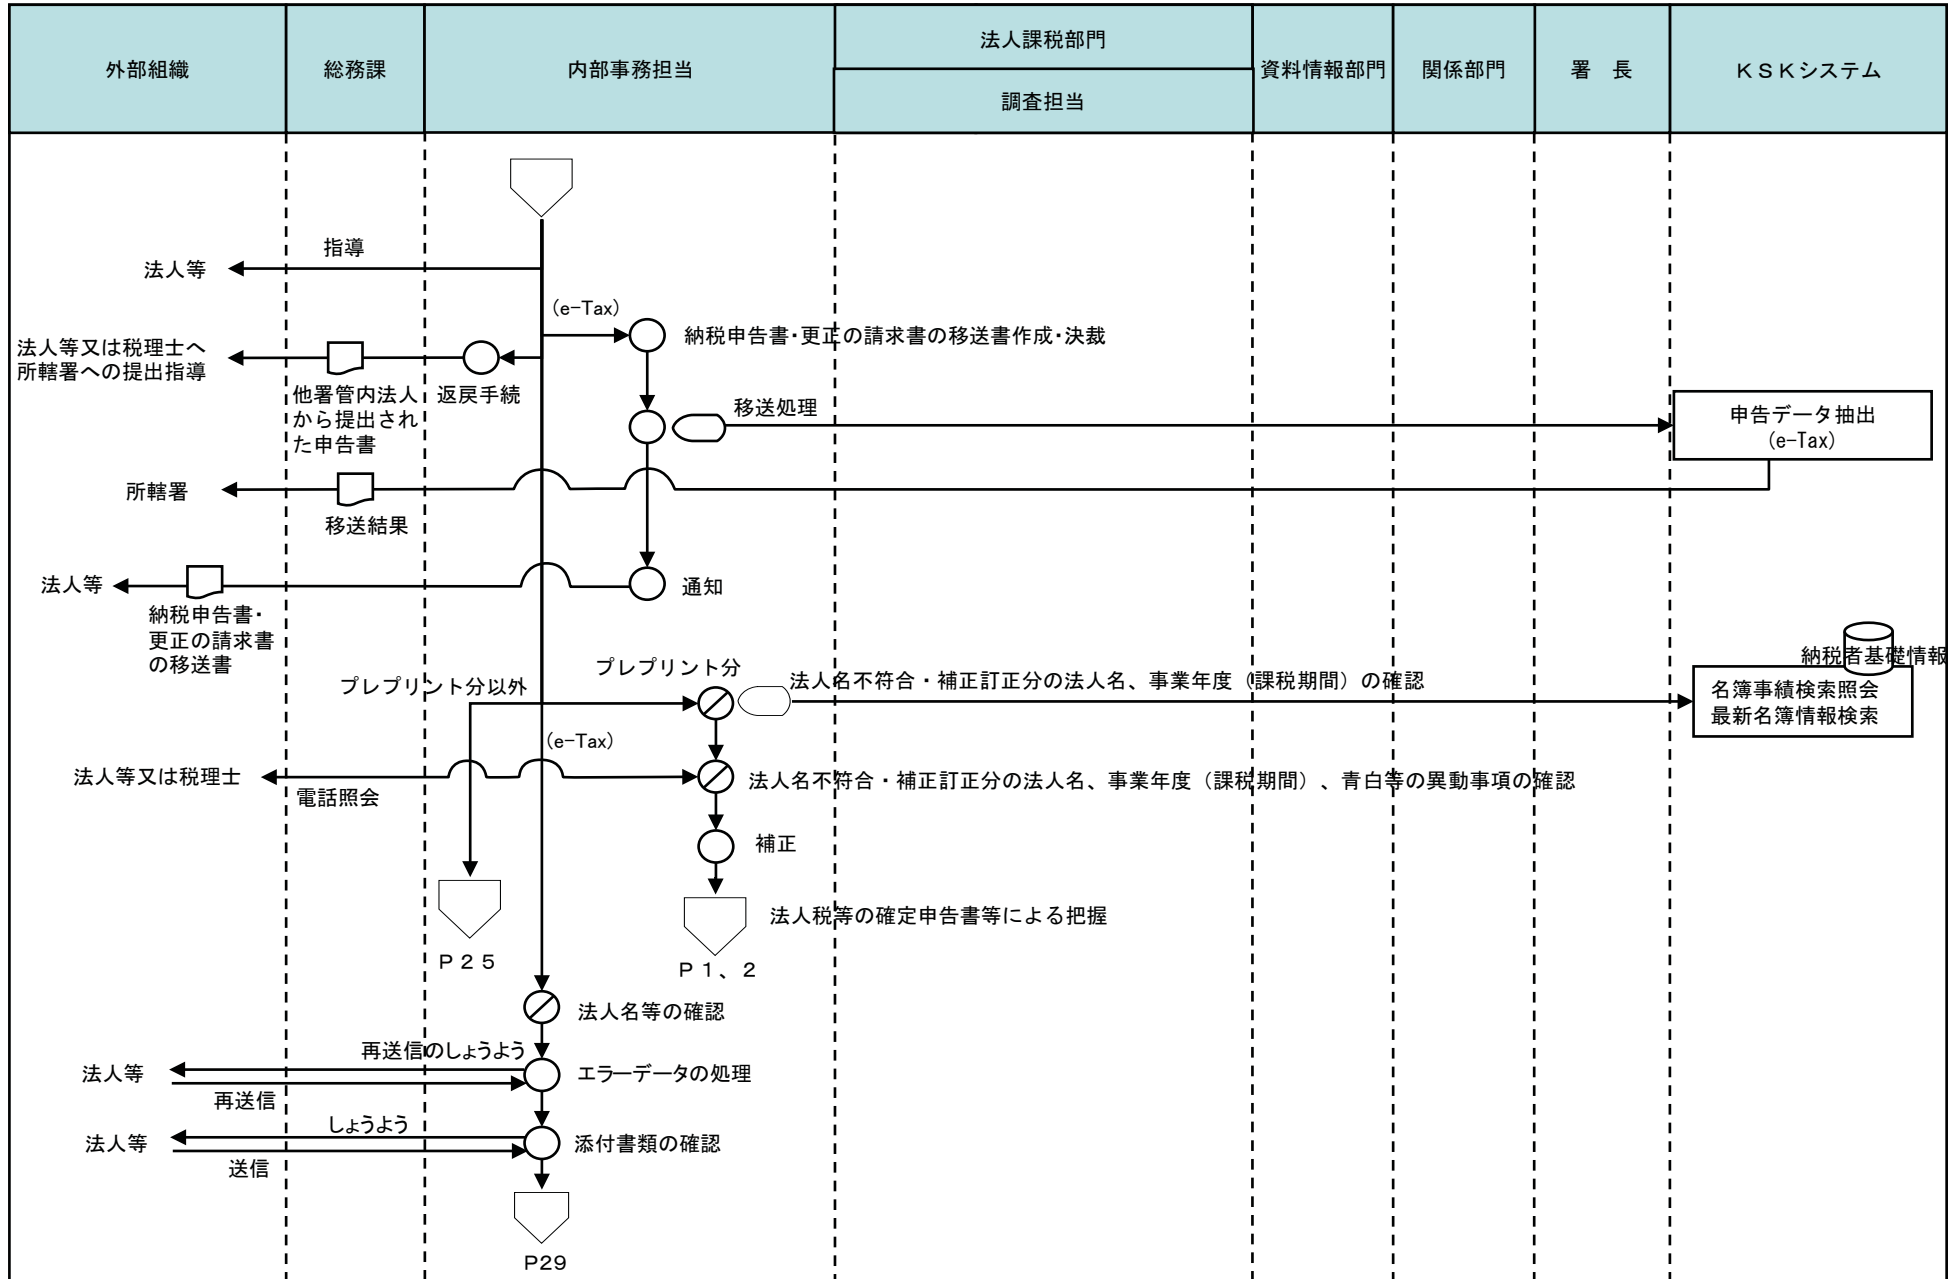 外部組織
総務課
内部事務担当
法人課税部門
調査担当
資料情報部門
関係部門
署　長
ＫＳＫシステム
指導
法人等
(e-Tax)
納税申告書・更正の請求書の移送書作成・決裁
法人等又は税理士へ
所轄署への提出指導
他署管内法人
から提出され
た申告書
返戻手続
移送処理
申告データ抽出
(e-Tax)
所轄署
移送結果
法人等
通知
納税申告書・
更正の請求書
の移送書
納税者基礎情報
プレプリント分以外
プレプリント分
法人名不符合・補正訂正分の法人名、事業年度（課税期間）の確認
名簿事績検索照会
最新名簿情報検索
(e-Tax)
法人等又は税理士
電話照会
法人名不符合・補正訂正分の法人名、事業年度（課税期間）、青白等の異動事項の確認
補正
法人税等の確定申告書等による把握
Ｐ２５
Ｐ１、２
法人名等の確認
再送信のしょうよう
法人等
エラーデータの処理
再送信
しょうよう
法人等
添付書類の確認
送信
P29